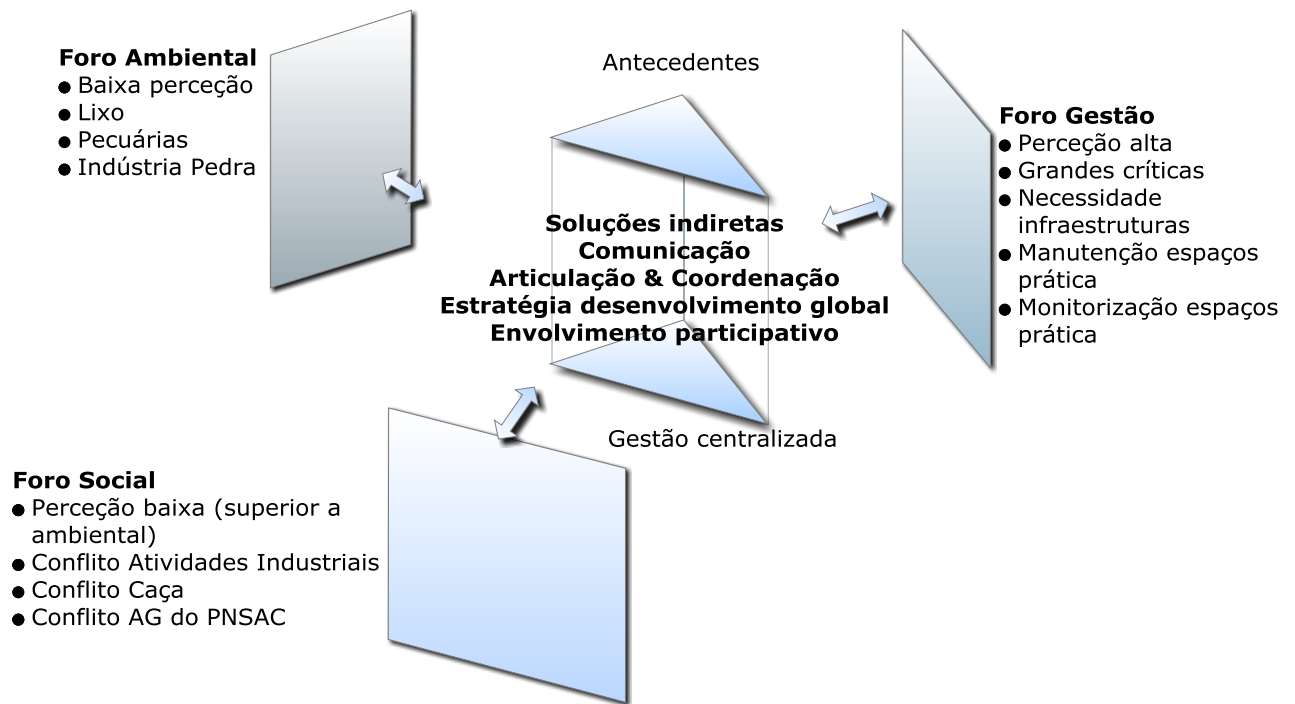 Foro Ambiental
● Baixa perceção
● Lixo
● Pecuárias
● Indústria Pedra
Antecedentes
Foro Gestão
● Perceção alta
● Grandes críticas
● Necessidade
infraestruturas
● Manutenção espaços
prática
● Monitorização espaços
prática
Soluções indiretas
Comunicação
Articulação & Coordenação
Estratégia desenvolvimento global
Envolvimento participativo
Gestão centralizada
Foro Social
● Perceção baixa (superior a
ambiental)
● Conflito Atividades Industriais
● Conflito Caça
● Conflito AG do PNSAC